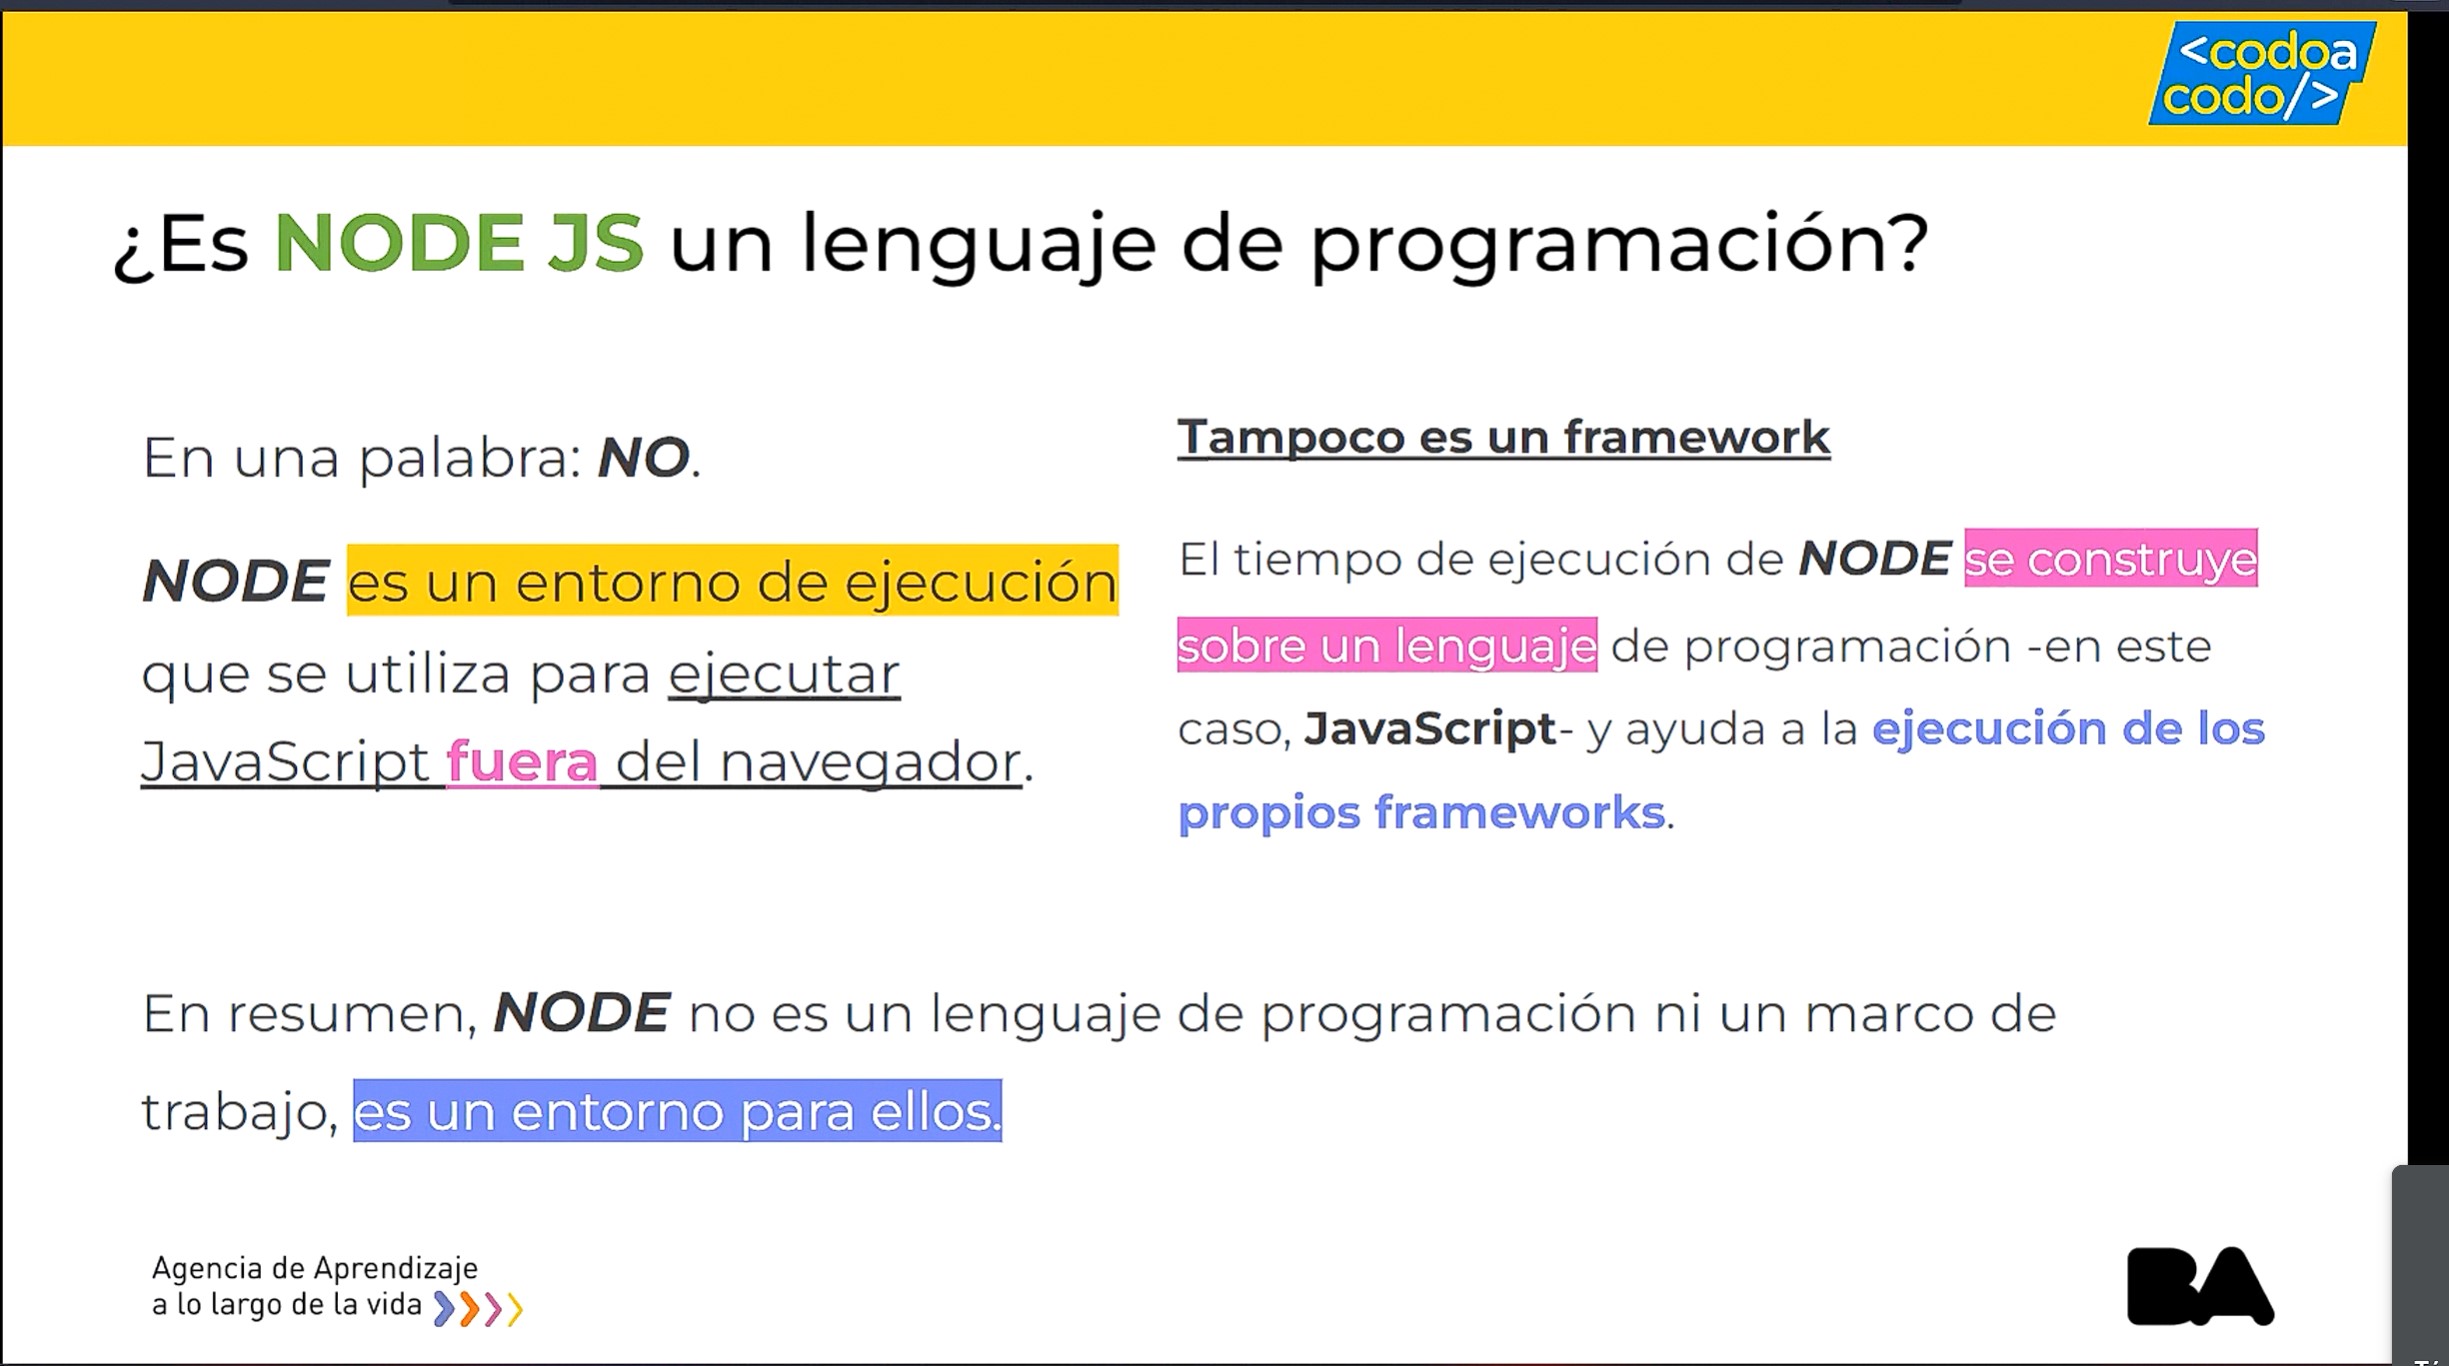 <codoa
codo/>
¿Es NODE JS un lenguaje de programación?
En una palabra: NO.
NODE es un entorno de ejecución
que se utiliza para ejecutar
JavaScript fuera del navegador.
Tampoco es un framework
El tiempo de ejecución de NODE se construye
sobre un lenguaje de programación -en este
caso, JavaScript- y ayuda a la ejecución de los
propios frameworks.
En resumen, NODE no es un lenguaje de programación ni un marco de
trabajo, es un entorno para ellos.
Agencia de Aprendizaje
a lo largo de la vida
BA